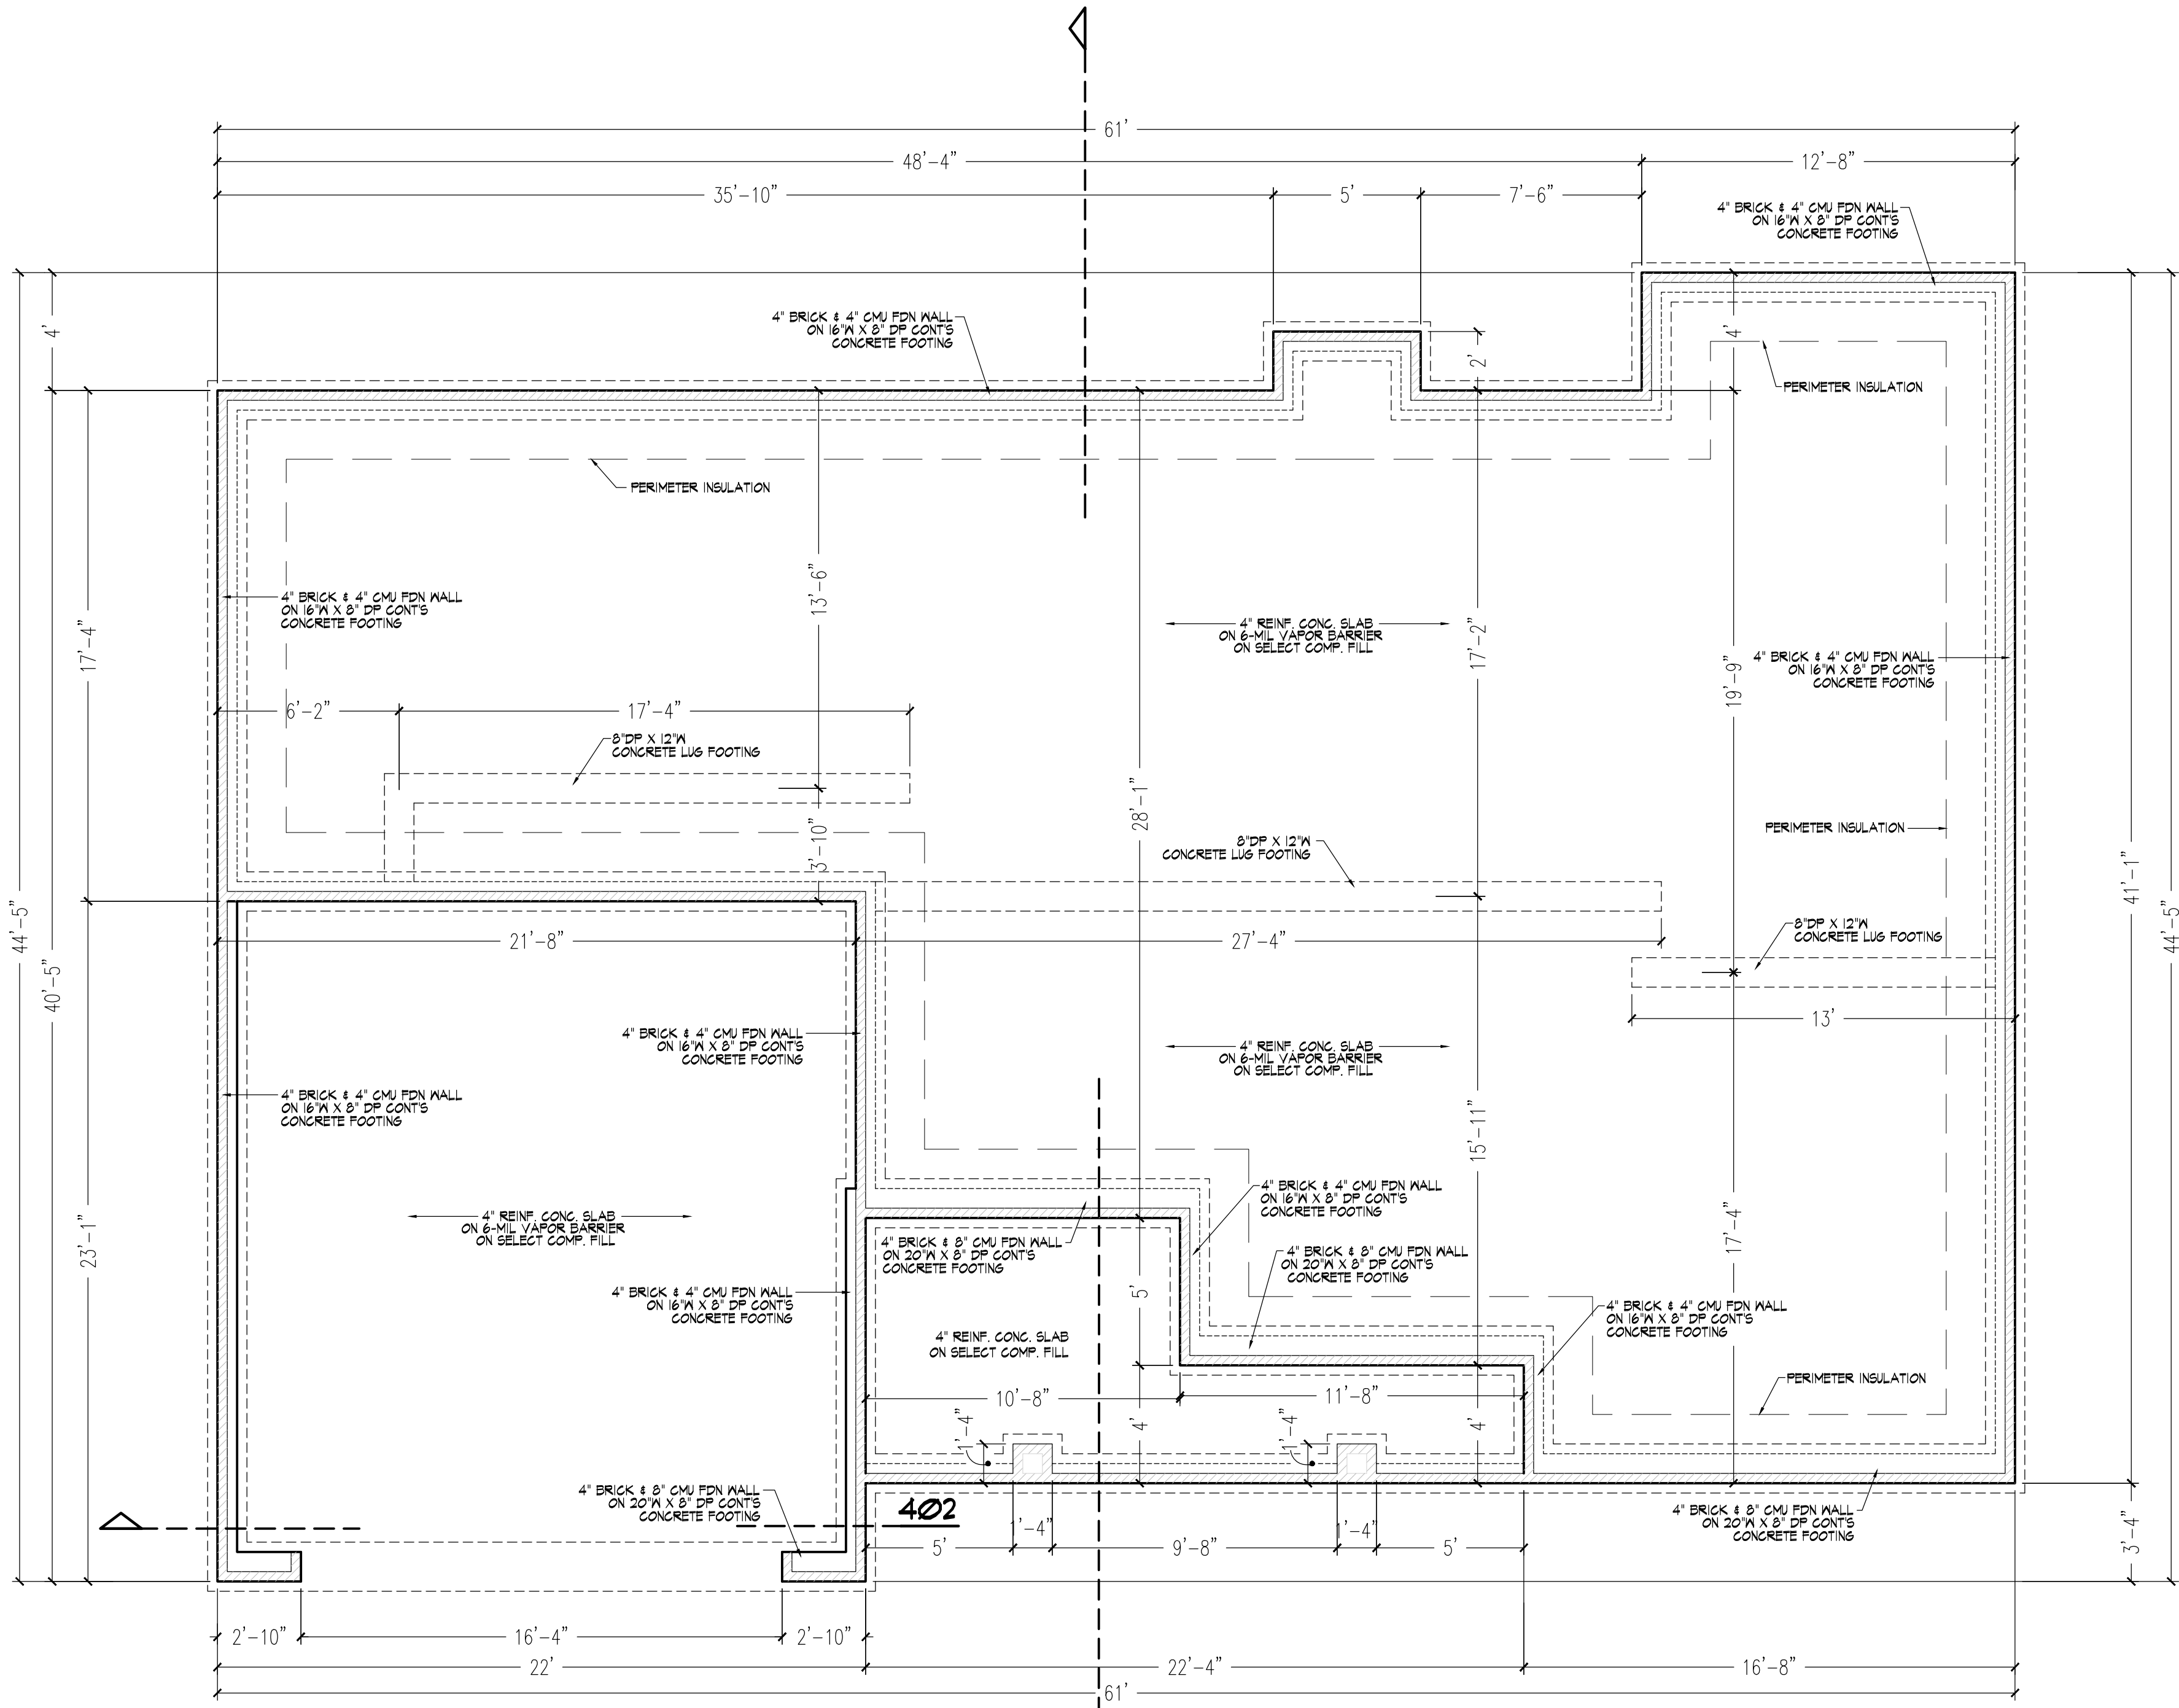 61'
48'-4"
12'-8"
35'-10"
5'
7'-6"
4" BRICK & 4" CMU FDN WALL
ON 16"W X 8" DP CONT'S
CONCRETE FOOTING
4" BRICK & 4" CMU FDN WALL
ON 16"W X 8" DP CONT'S
CONCRETE FOOTING
4'
2'
4'
PERIMETER INSULATION
PERIMETER INSULATION
13'-6"
4" BRICK & 4" CMU FDN WALL
ON 16"W X 8" DP CONT'S
CONCRETE FOOTING
17'-4"
4" REINF. CONC. SLAB
ON 6-MIL VAPOR BARRIER
ON SELECT COMP. FILL
17'-2"
19'-9"
4" BRICK & 4" CMU FDN WALL
ON 16"W X 8" DP CONT'S
CONCRETE FOOTING
6'-2"
17'-4"
8"DP X 12"W
CONCRETE LUG FOOTING
28'-1"
3'-10"
8"DP X 12"W
CONCRETE LUG FOOTING
PERIMETER INSULATION
41'-1"
44'-5"
40'-5"
44'-5"
21'-8"
27'-4"
8"DP X 12"W
CONCRETE LUG FOOTING
13'
4" BRICK & 4" CMU FDN WALL
ON 16"W X 8" DP CONT'S
CONCRETE FOOTING
4" REINF. CONC. SLAB
ON 6-MIL VAPOR BARRIER
ON SELECT COMP. FILL
4" BRICK & 4" CMU FDN WALL
ON 16"W X 8" DP CONT'S
CONCRETE FOOTING
15'-11"
4" BRICK & 4" CMU FDN WALL
ON 16"W X 8" DP CONT'S
CONCRETE FOOTING
23'-1"
4" REINF. CONC. SLAB
ON 6-MIL VAPOR BARRIER
ON SELECT COMP. FILL
17'-4"
4" BRICK & 8" CMU FDN WALL
ON 20"W X 8" DP CONT'S
CONCRETE FOOTING
4" BRICK & 8" CMU FDN WALL
ON 20"W X 8" DP CONT'S
CONCRETE FOOTING
5'
4" BRICK & 4" CMU FDN WALL
ON 16"W X 8" DP CONT'S
CONCRETE FOOTING
4" BRICK & 4" CMU FDN WALL
ON 16"W X 8" DP CONT'S
CONCRETE FOOTING
4" REINF. CONC. SLAB
ON SELECT COMP. FILL
PERIMETER INSULATION
10'-8"
11'-8"
1'-4"
4'
1'-4"
4'
4" BRICK & 8" CMU FDN WALL
ON 20"W X 8" DP CONT'S
CONCRETE FOOTING
402
4" BRICK & 8" CMU FDN WALL
ON 20"W X 8" DP CONT'S
CONCRETE FOOTING
1'-4"
1'-4"
3'-4"
5'
9'-8"
5'
2'-10"
16'-4"
2'-10"
22'
22'-4"
16'-8"
61'